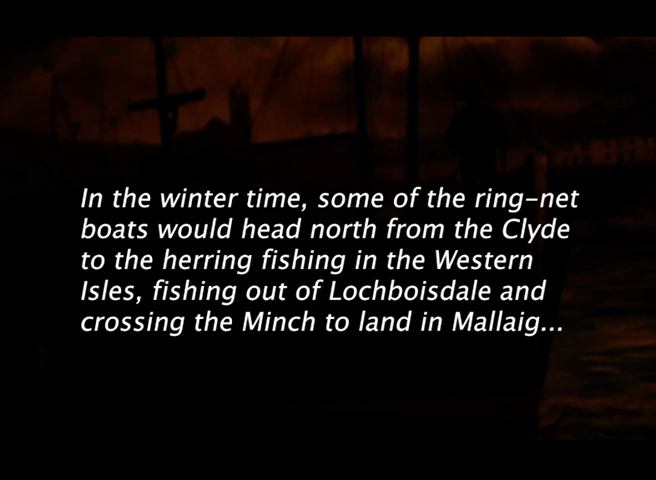 In the winter time, some of the ring-net
boats would head north from the Clyde
to the herring fishing in the Western
Isles, fishing out of Lochboisdale and
crossing the Minch to land in Mallaig...